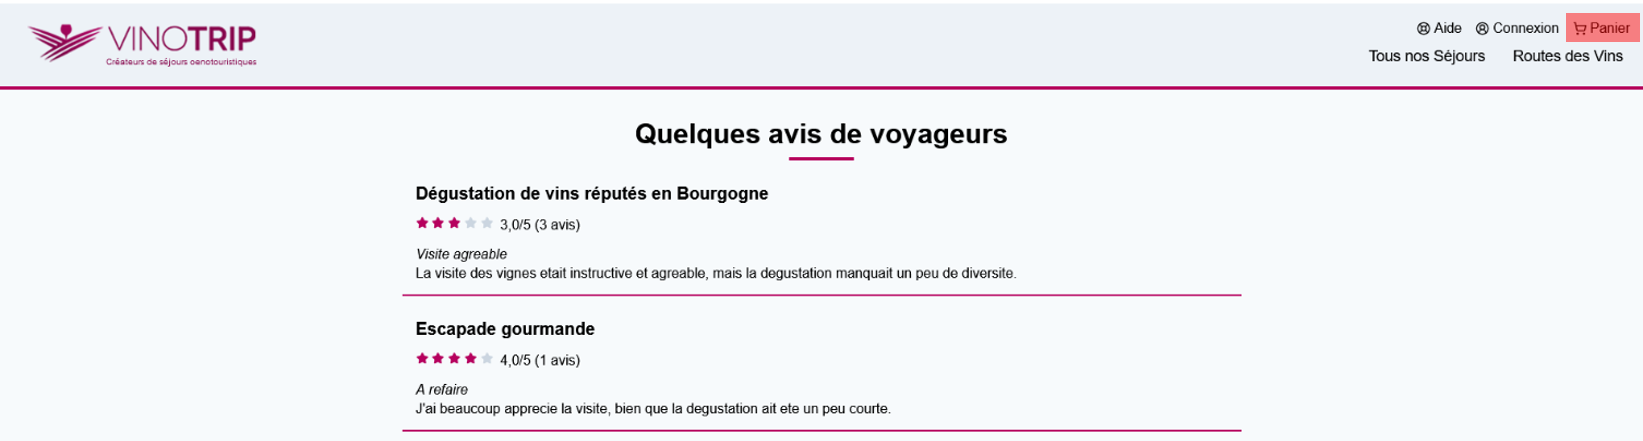 VINOTRIP
Créateurs de séjours oenotouristiques
Aide Connexion Panier
Tous nos Séjours Routes des Vins
Quelques avis de voyageurs
Dégustation de vins réputés en Bourgogne
3,0/5 (3 avis)
Visite agreable
La visite des vignes etait instructive et agreable, mais la degustation manquait un peu de diversite.
Escapade gourmande
4,0/5 (1 avis)
A refaire
J'ai beaucoup apprecie la visite, bien que la degustation ait ete un peu courte.